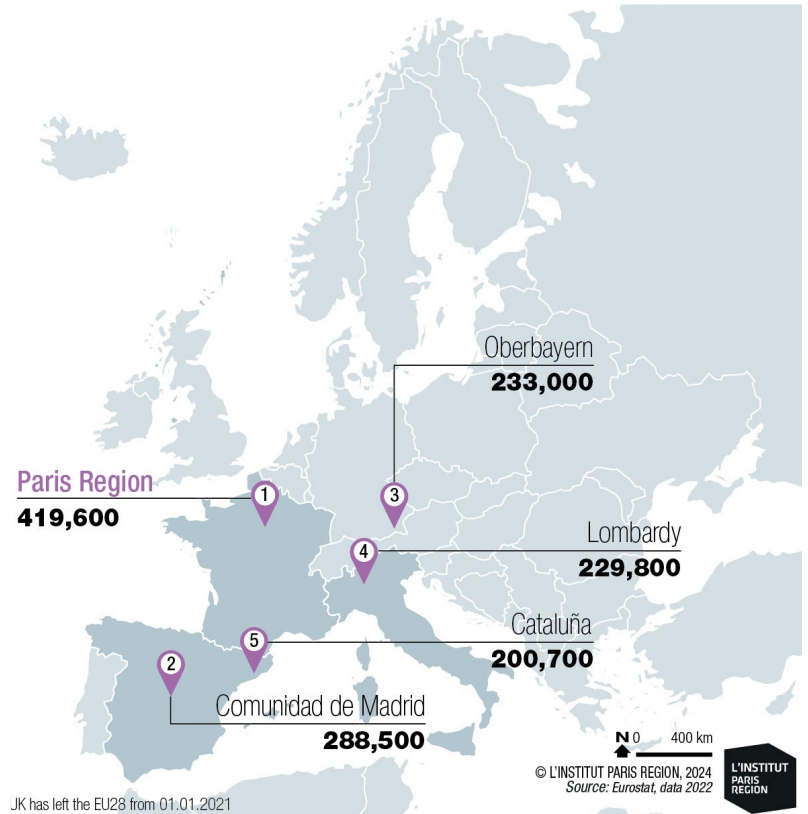 Oberbayern
233,000
Paris Region
419,600
1
3
4
Lombardy
229,800
5
Cataluña
200,700
2
Comunidad de Madrid
288,500
N 0 400 km
© L'INSTITUT PARIS REGION, 2024
Source: Eurostat, data 2022
L'INSTITUT
PARIS
REGION
JK has left the EU28 from 01.01.2021